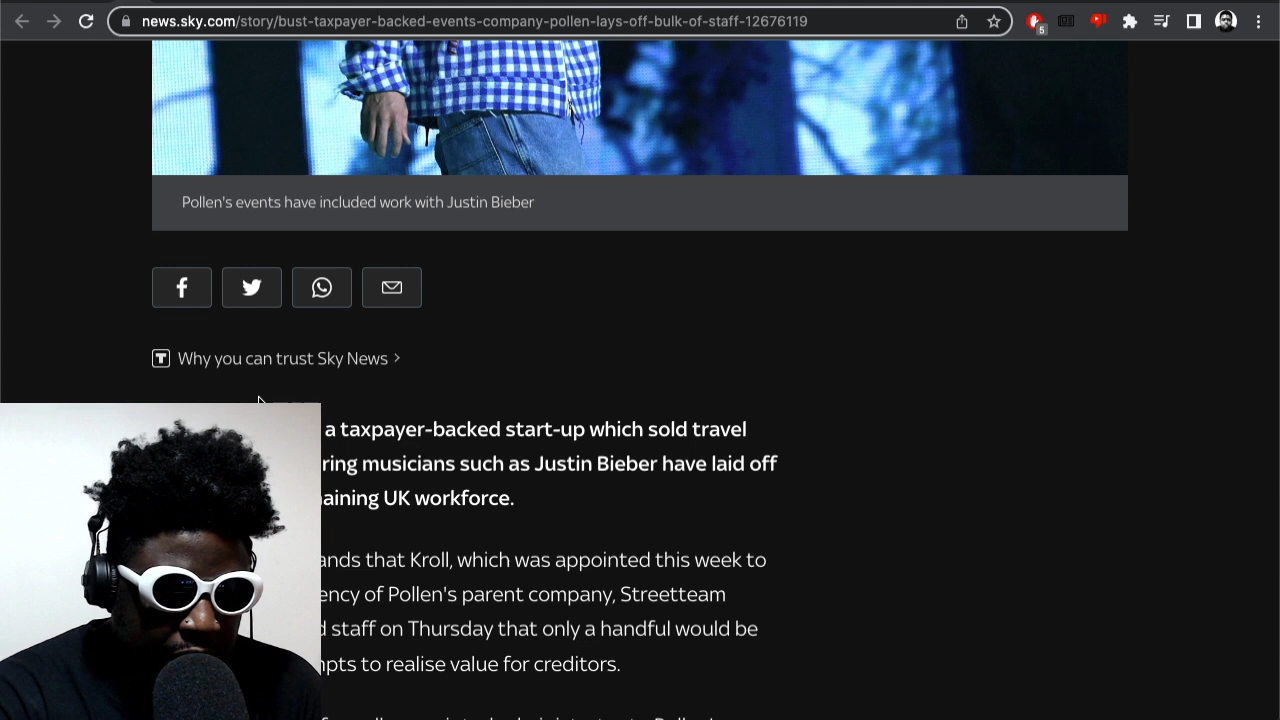 news.sky.com/story/bust-taxpayer-backed-events-company-pollen-lays-off-bulk-of-staff-12676119
5
Pollen's events have included work with Justin Bieber
T Why you can trust Sky News >
a taxpayer-backed start-up which sold travel
ring musicians such as Justin Bieber have laid off
aining UK workforce.
ands that Kroll, which was appointed this week to
ency of Pollen's parent company, Streetteam
d staff on Thursday that only a handful would be
pts to realise value for creditors.